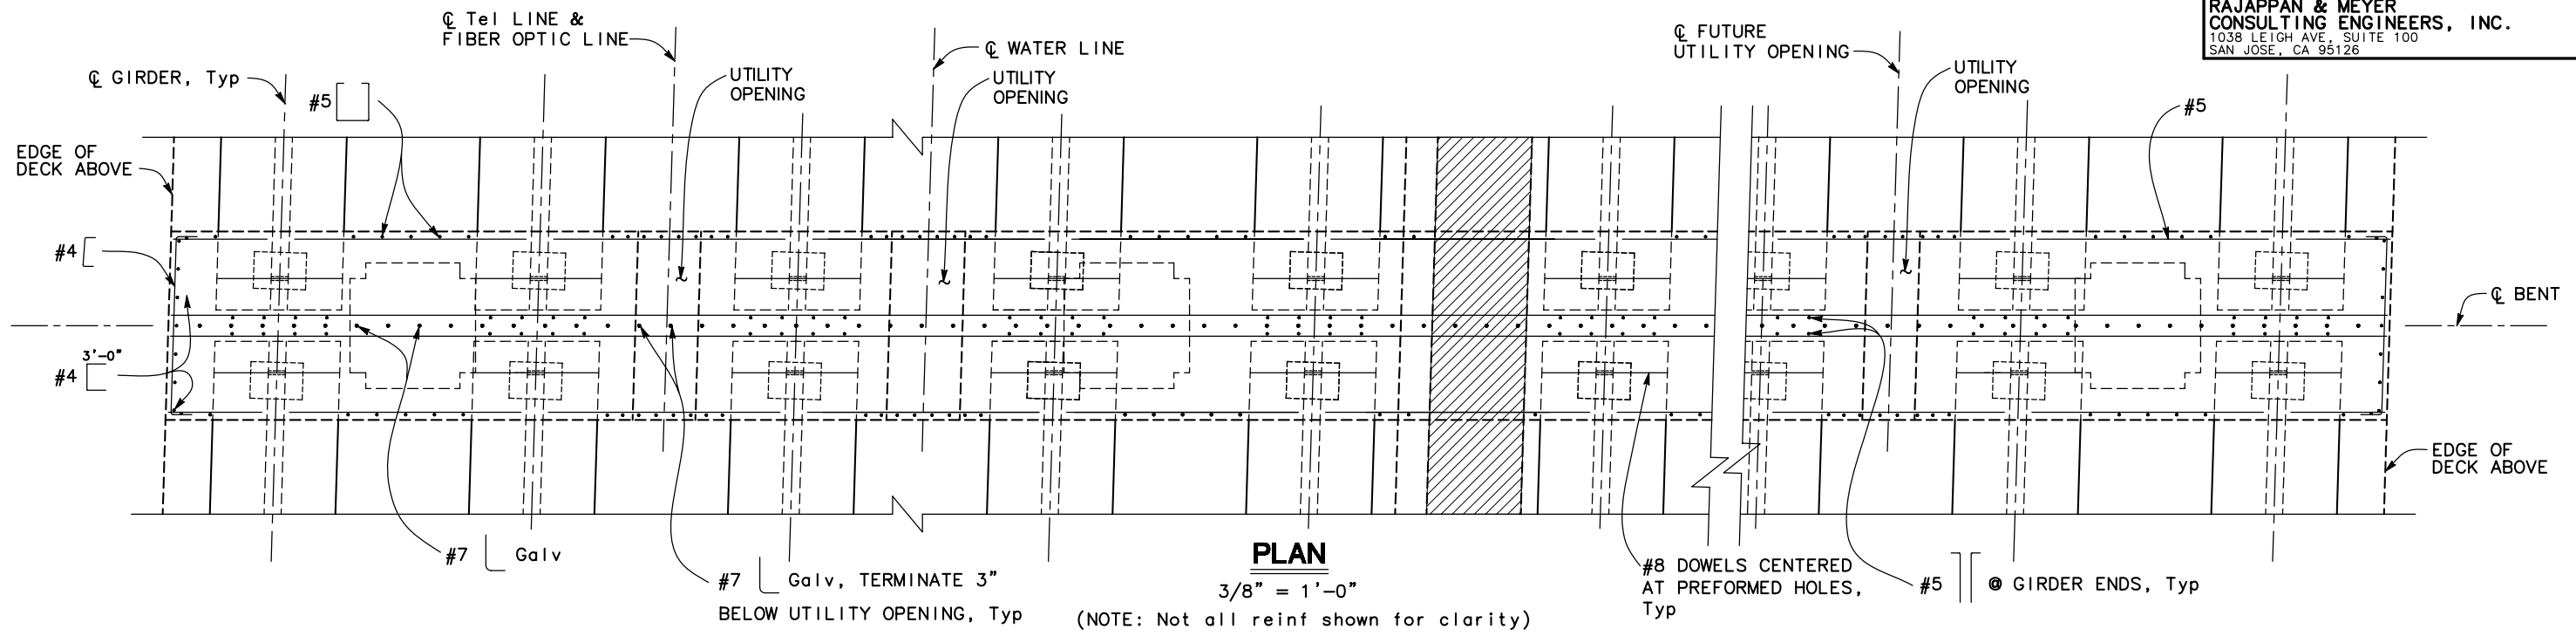 RAJAPPAN & MEYER
CONSULTING ENGINEERS, INC.
1038 LEIGH AVE, SUITE 100
SAN JOSE, CA 95126
℄ Tel LINE &
FIBER OPTIC LINE
℄ WATER LINE
℄ FUTURE
UTILITY OPENING
℄ GIRDER, Typ
#5
UTILITY
OPENING
UTILITY
OPENING
UTILITY
OPENING
#5
EDGE OF
DECK ABOVE
#4
℄ BENT
3'-0"
#4
EDGE OF
DECK ABOVE
#7 Galv
#7 Galv, TERMINATE 3"
BELOW UTILITY OPENING, Typ
PLAN
3/8" = 1'-0"
(NOTE: Not all reinf shown for clarity)
#8 DOWELS CENTERED
AT PREFORMED HOLES,
Typ
#5 @ GIRDER ENDS, Typ